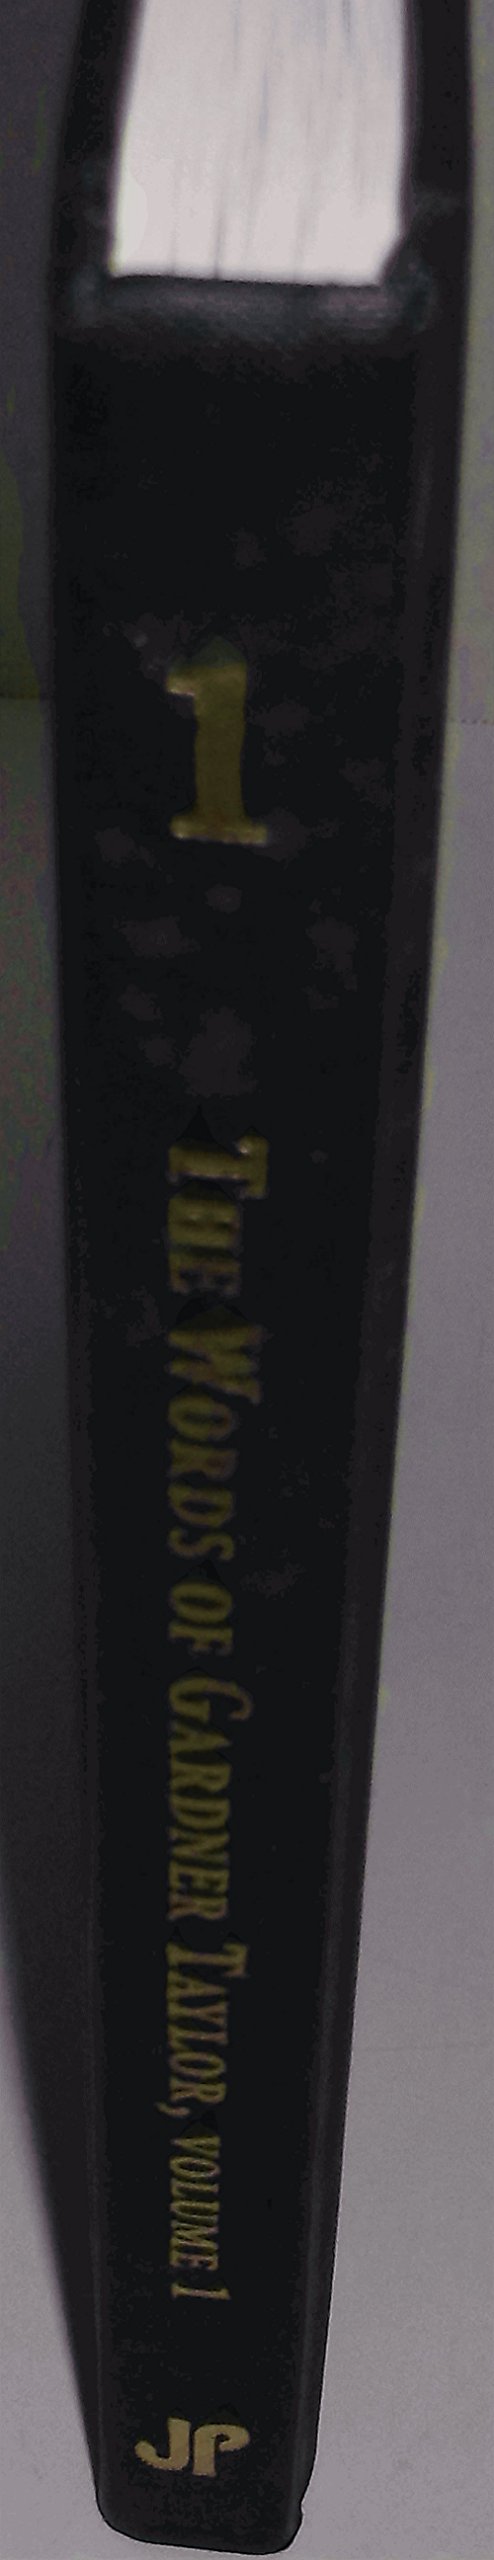 1
THE WORDS OF GARDNER TAYLOR, VOLUME 1
JP